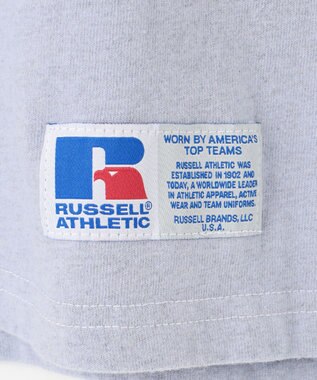 RUSSELL®
ATHLETIC
WORN BY AMERICA'S
TOP TEAMS
RUSSELL ATHLETIC WAS
ESTABLISHED IN 1902 AND
TODAY, A WORLDWIDE LEADER
IN ATHLETIC APPAREL, ACTIVE
WEAR AND TEAM UNIFORMS.
RUSSELL BRANDS, LLC
U.S.A.